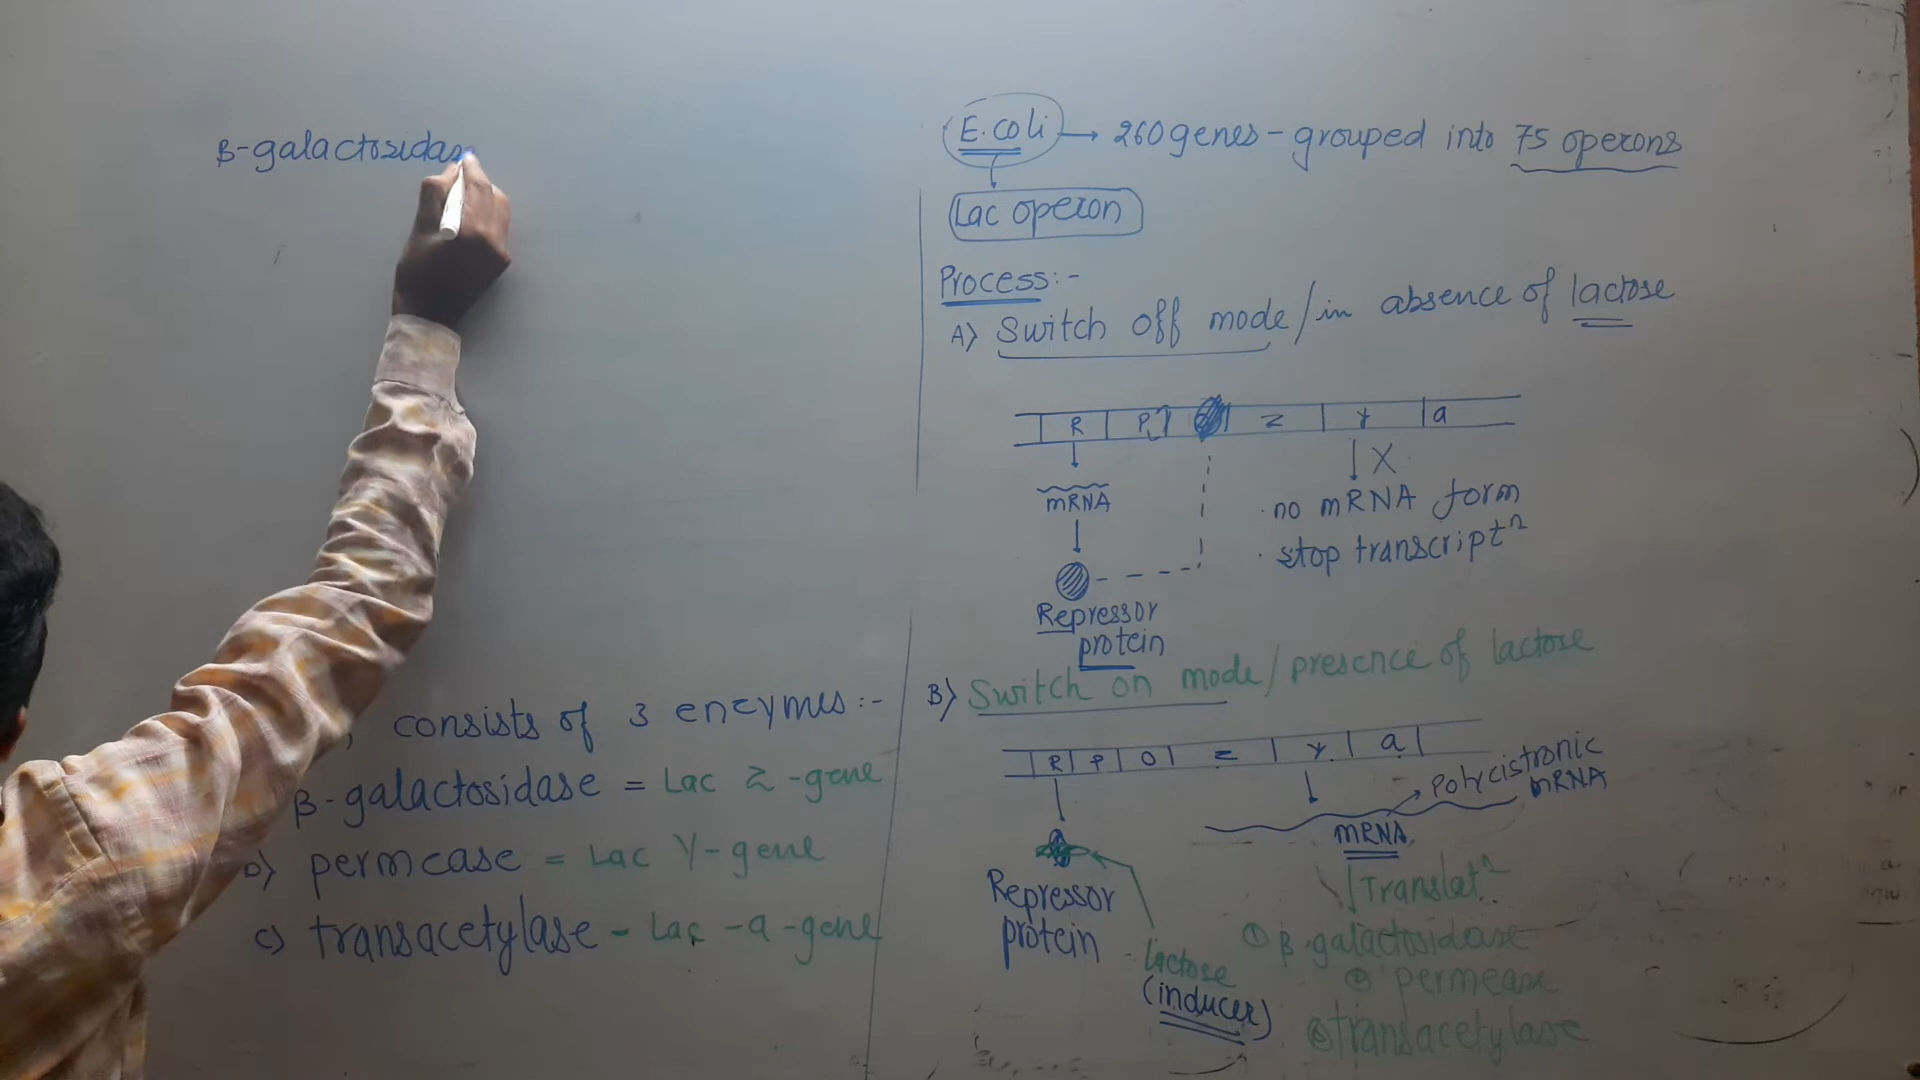 β-galactosidas
consists of 3 enzymes:-
β-galactosidase = Lac z -gene
b) permease = Lac Y-gene
c) transacetylase - Lac -a -gene
E.coli → 260 genes - grouped into 75 operons
Lac operon
Process:-
A) Switch off mode / in absence of lactose
R P z y a
X
mRNA
· no mRNA form
· stop transcriptⁿ
Repressor
protein
B) Switch on mode / presence of lactose
R P O z y a
Polycistronic
mRNA
mRNA
Translatⁿ
Repressor
protein
- lactose
(inducer)
① β-galactosidase
② permease
③ transacetylase